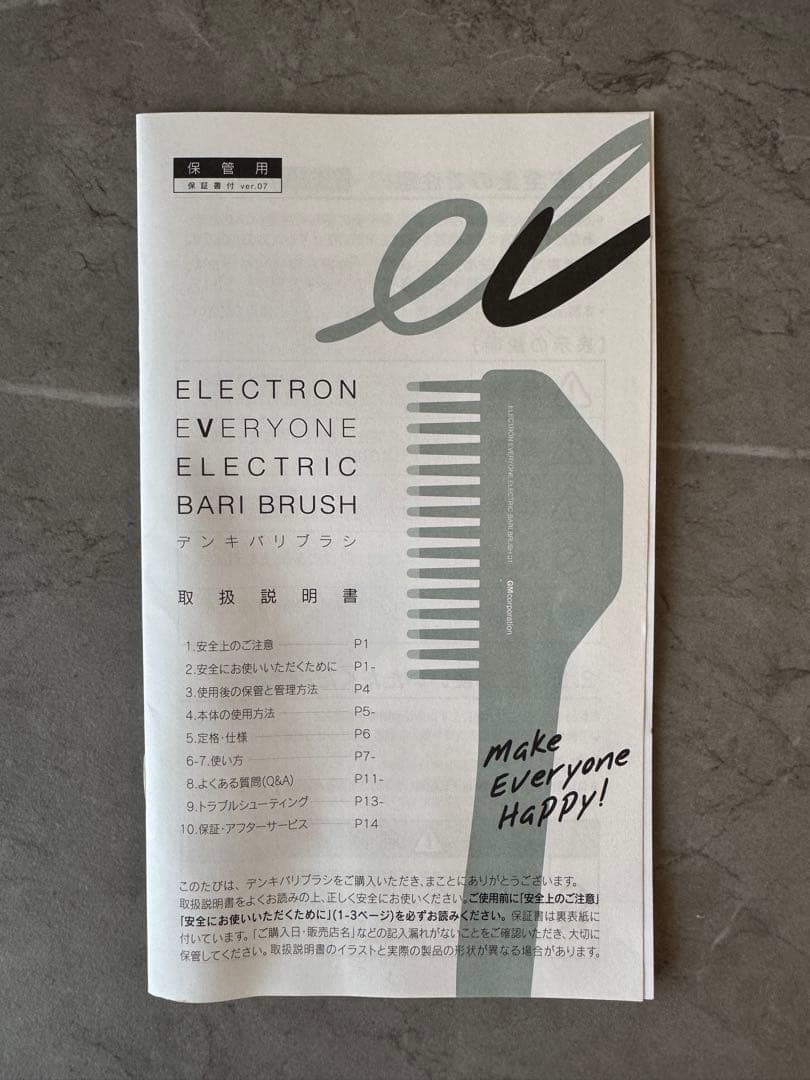 保管用
保証書付 ver.07
ev
ELECTRON
EVERYONE
ELECTRIC
BARI BRUSH
デンキバリブラシ
取扱説明書
1.安全上のご注意 P1
2.安全にお使いいただくために P1-
3.使用後の保管と管理方法 P4
4.本体の使用方法 P5-
5.定格・仕様 P6
6-7.使い方 P7-
8.よくある質問(Q&A) P11-
9.トラブルシューティング P13-
10.保証・アフターサービス P14
ELECTRON EVERYONE ELECTRIC BARI BRUSH 01 GMcorporation
Make
Everyone
Happy!
このたびは、デンキバリブラシをご購入いただき、まことにありがとうございます。
取扱説明書をよくお読みの上、正しく安全にお使いください。ご使用前に「安全上のご注意」
「安全にお使いいただくために」(1-3ページ)を必ずお読みください。保証書は裏表紙に
付いています。「ご購入日・販売店名」などの記入漏れがないことをご確認いただき、大切に
保管してください。取扱説明書のイラストと実際の製品の形状が異なる場合があります。